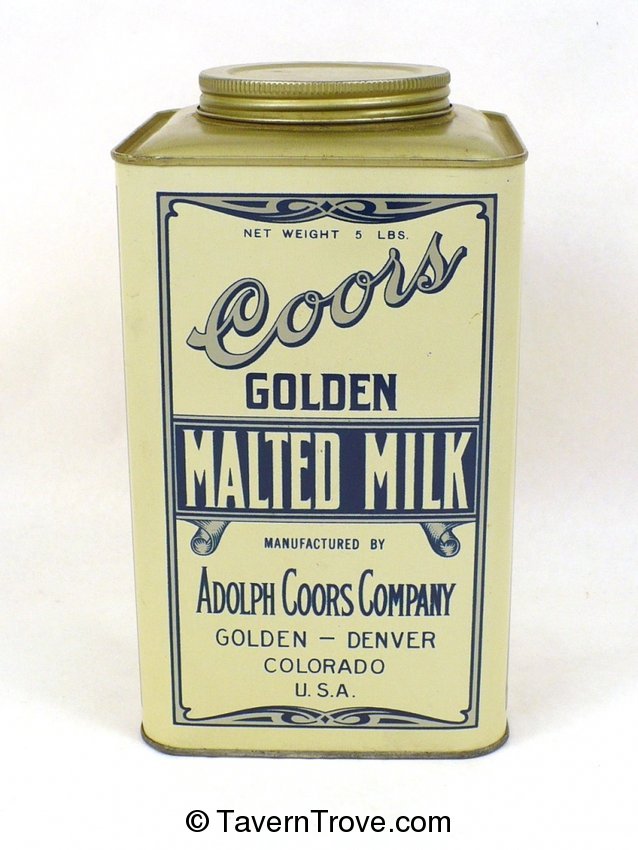 NET WEIGHT 5 LBS.
Coors
GOLDEN
MALTED MILK
MANUFACTURED BY
ADOLPH COORS COMPANY
GOLDEN – DENVER
COLORADO
U.S.A.
© TavernTrove.com